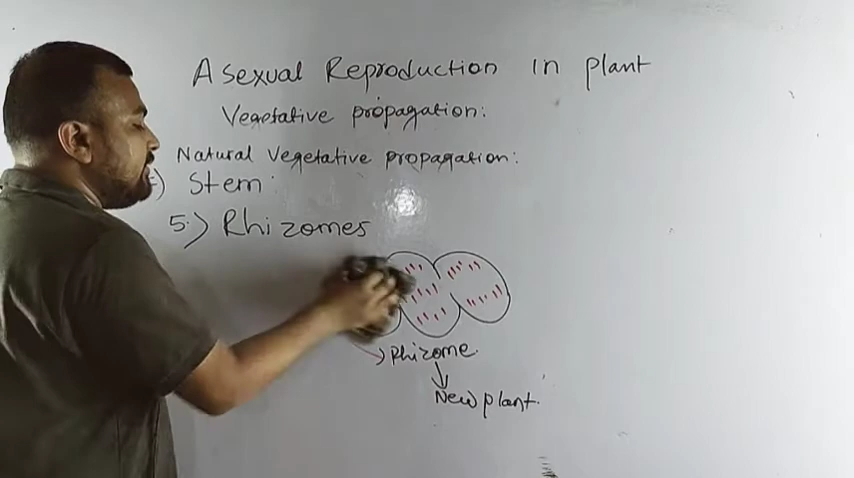 Asexual Reproduction in plant
Vegetative propagation:
Natural Vegetative propagation:
) Stem:
5.) Rhizomes
Rhizome.
New plant.